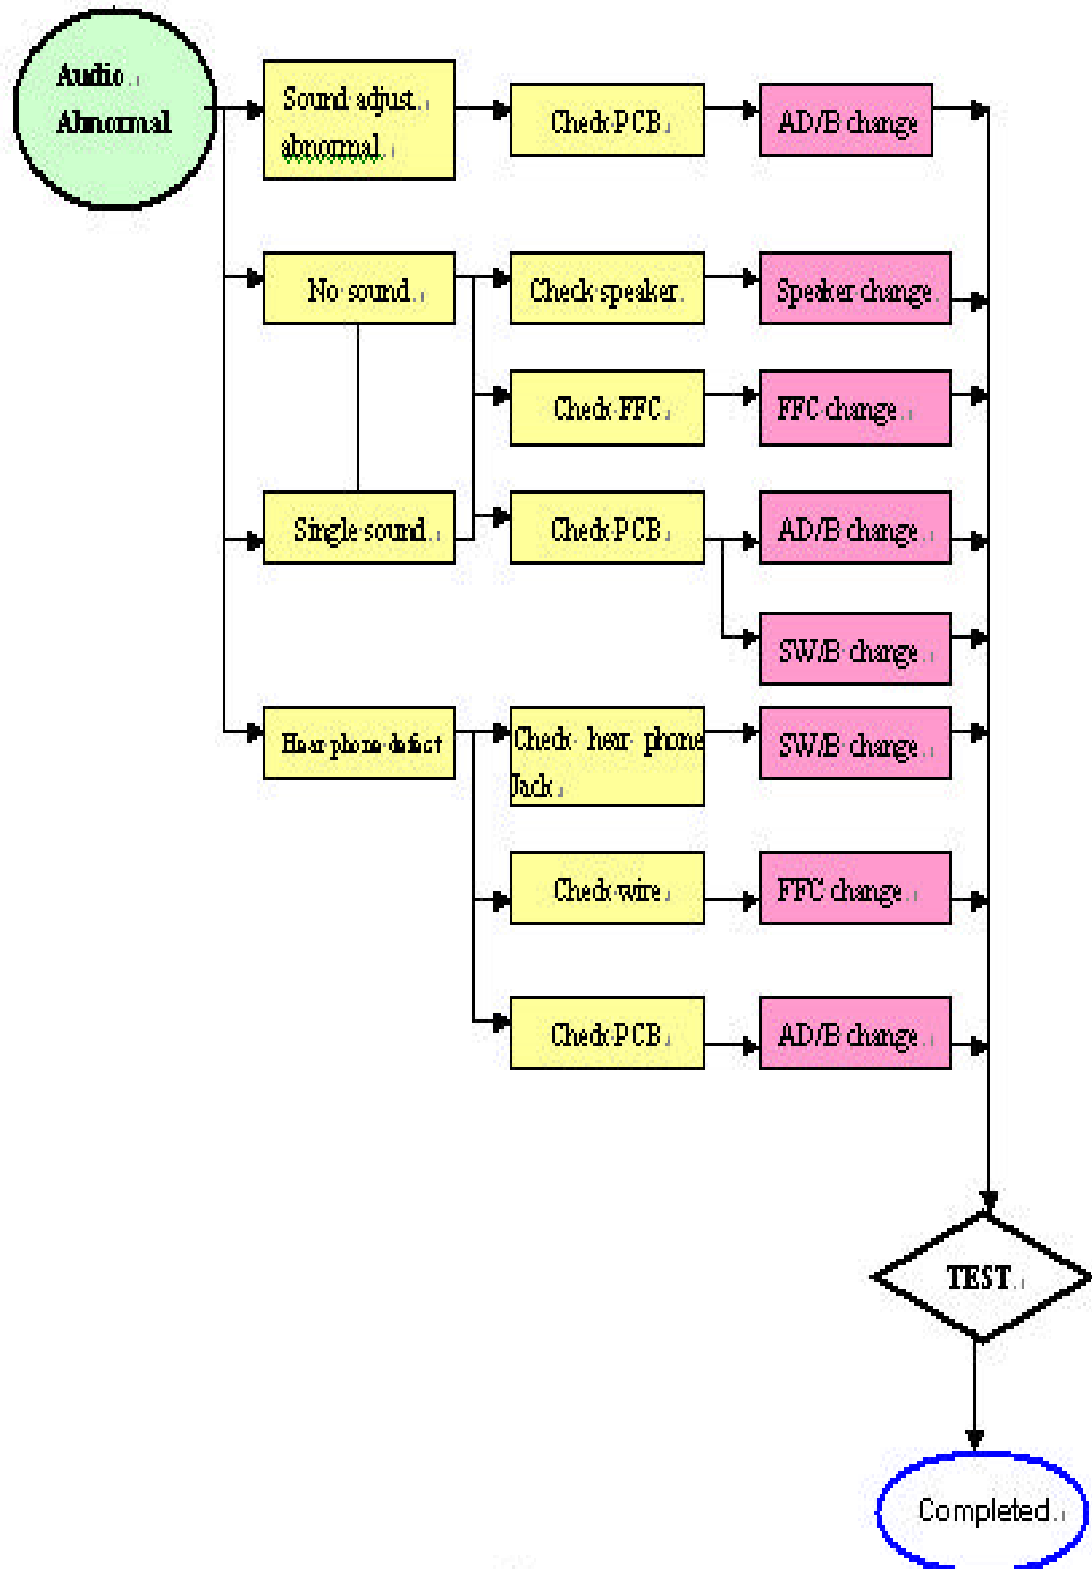 Audio
Abnormal
Sound adjust
abnormal
Check PCB
AD/B change
No sound
Check speaker
Speaker change
Check FFC
FFC change
Single sound
Check PCB
AD/B change
SW/B change
Hear phone defect
Check hear phone
Jack
SW/B change
Check wire
FFC change
Check PCB
AD/B change
TEST
Completed